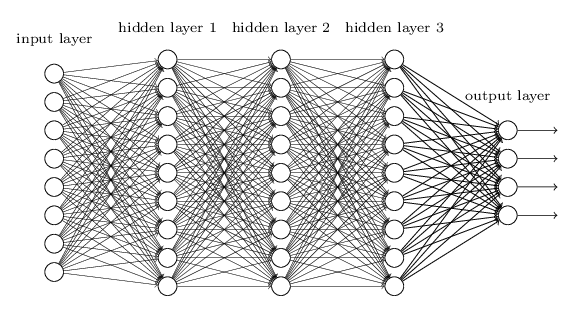 input layer
hidden layer 1
hidden layer 2
hidden layer 3
output layer